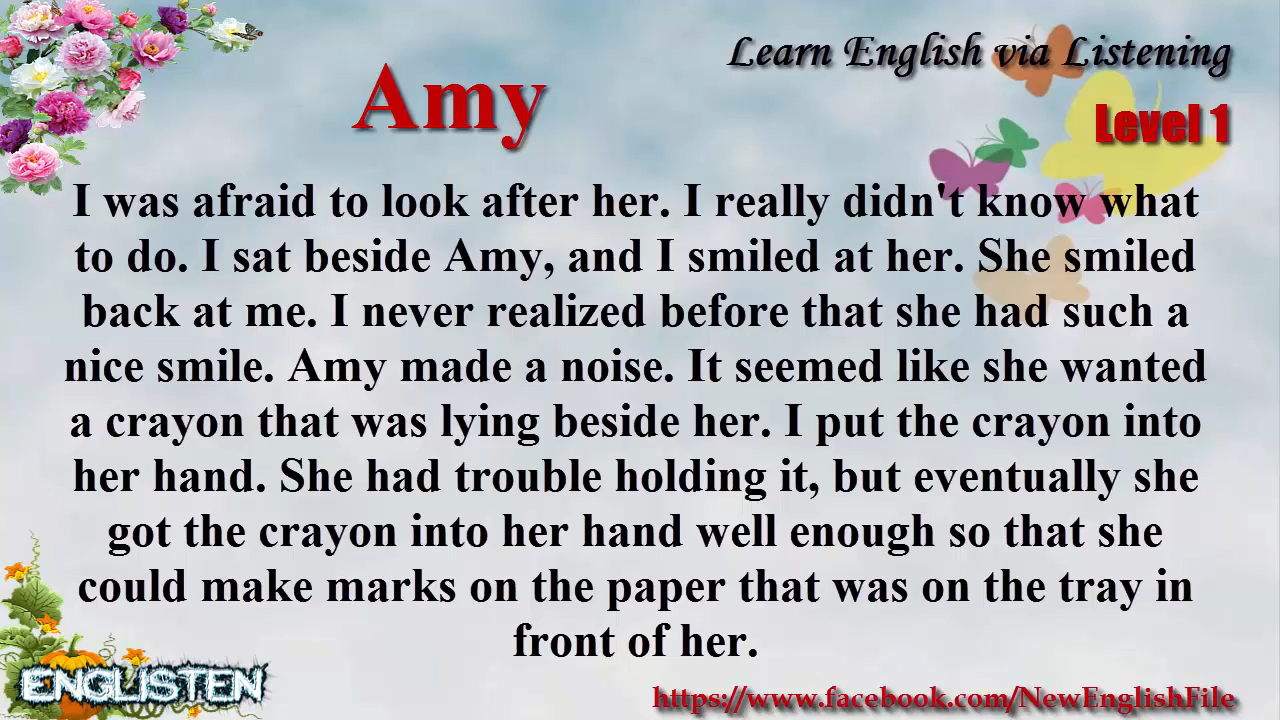 Learn English via Listening
Amy
Level 1
I was afraid to look after her. I really didn't know what
to do. I sat beside Amy, and I smiled at her. She smiled
back at me. I never realized before that she had such a
nice smile. Amy made a noise. It seemed like she wanted
a crayon that was lying beside her. I put the crayon into
her hand. She had trouble holding it, but eventually she
got the crayon into her hand well enough so that she
could make marks on the paper that was on the tray in
front of her.
ENGLISTEN
https://www.facebook.com/NewEnglishFile